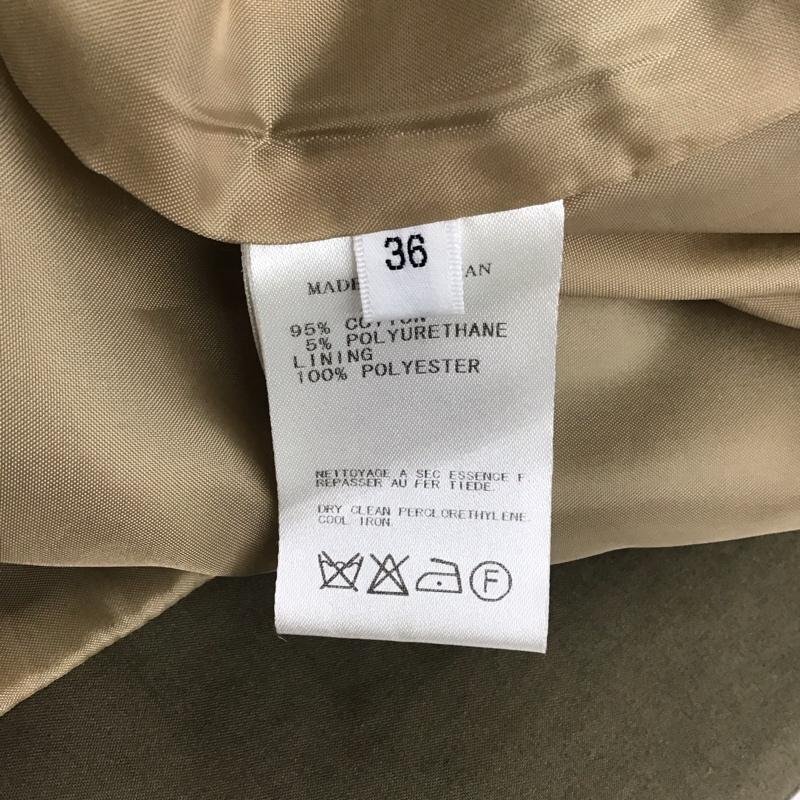 36
MADE AN
95% COTTON
5% POLYURETHANE
LINING
100% POLYESTER
NETTOYAGE A SEC ESSENCE F.
REPASSER AU FER TIEDE.
DRY CLEAN PERCLORETHYLENE.
COOL IRON.
F